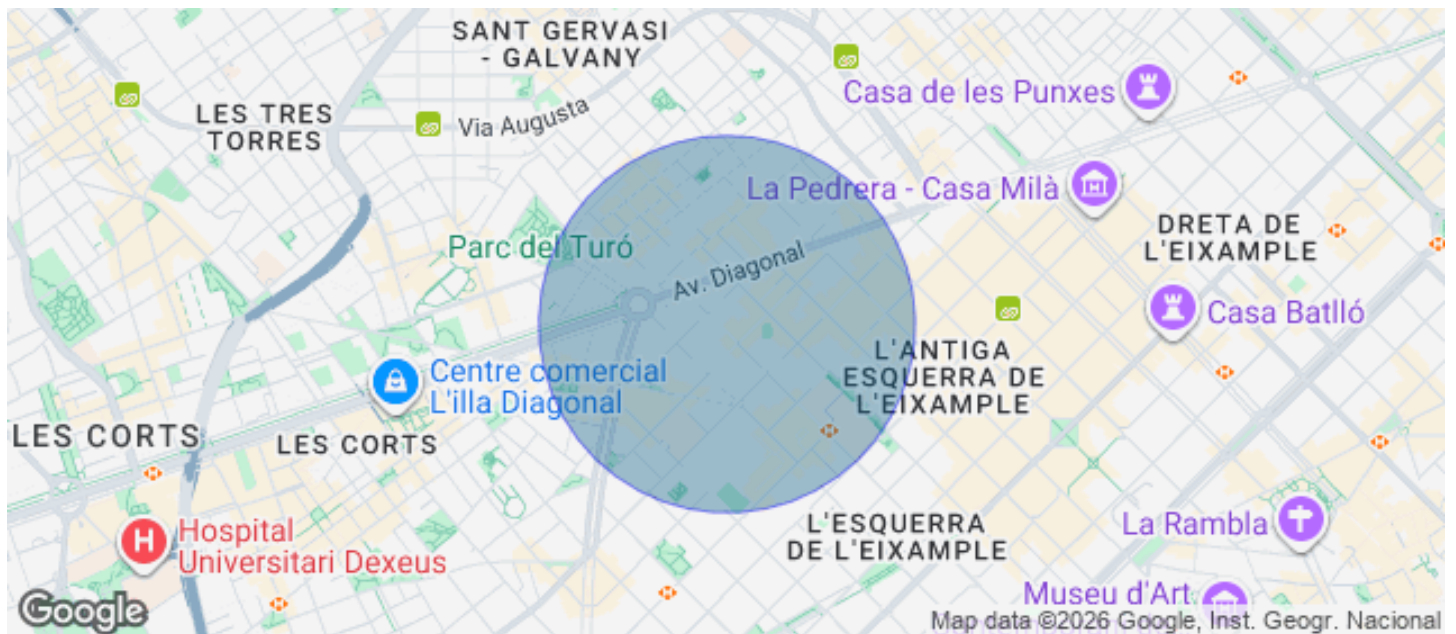 SANT GERVASI
- GALVANY
Casa de les Punxes
LES TRES
TORRES
Via Augusta
La Pedrera - Casa Milà
DRETA DE
L'EIXAMPLE
Parc del Turó
Av. Diagonal
Casa Batlló
L'ANTIGA
ESQUERRA DE
L'EIXAMPLE
Centre comercial
L'illa Diagonal
LES CORTS
LES CORTS
Hospital
Universitari Dexeus
L'ESQUERRA
DE L'EIXAMPLE
La Rambla
Museu d'Art
Google
Map data ©2026 Google, Inst. Geogr. Nacional